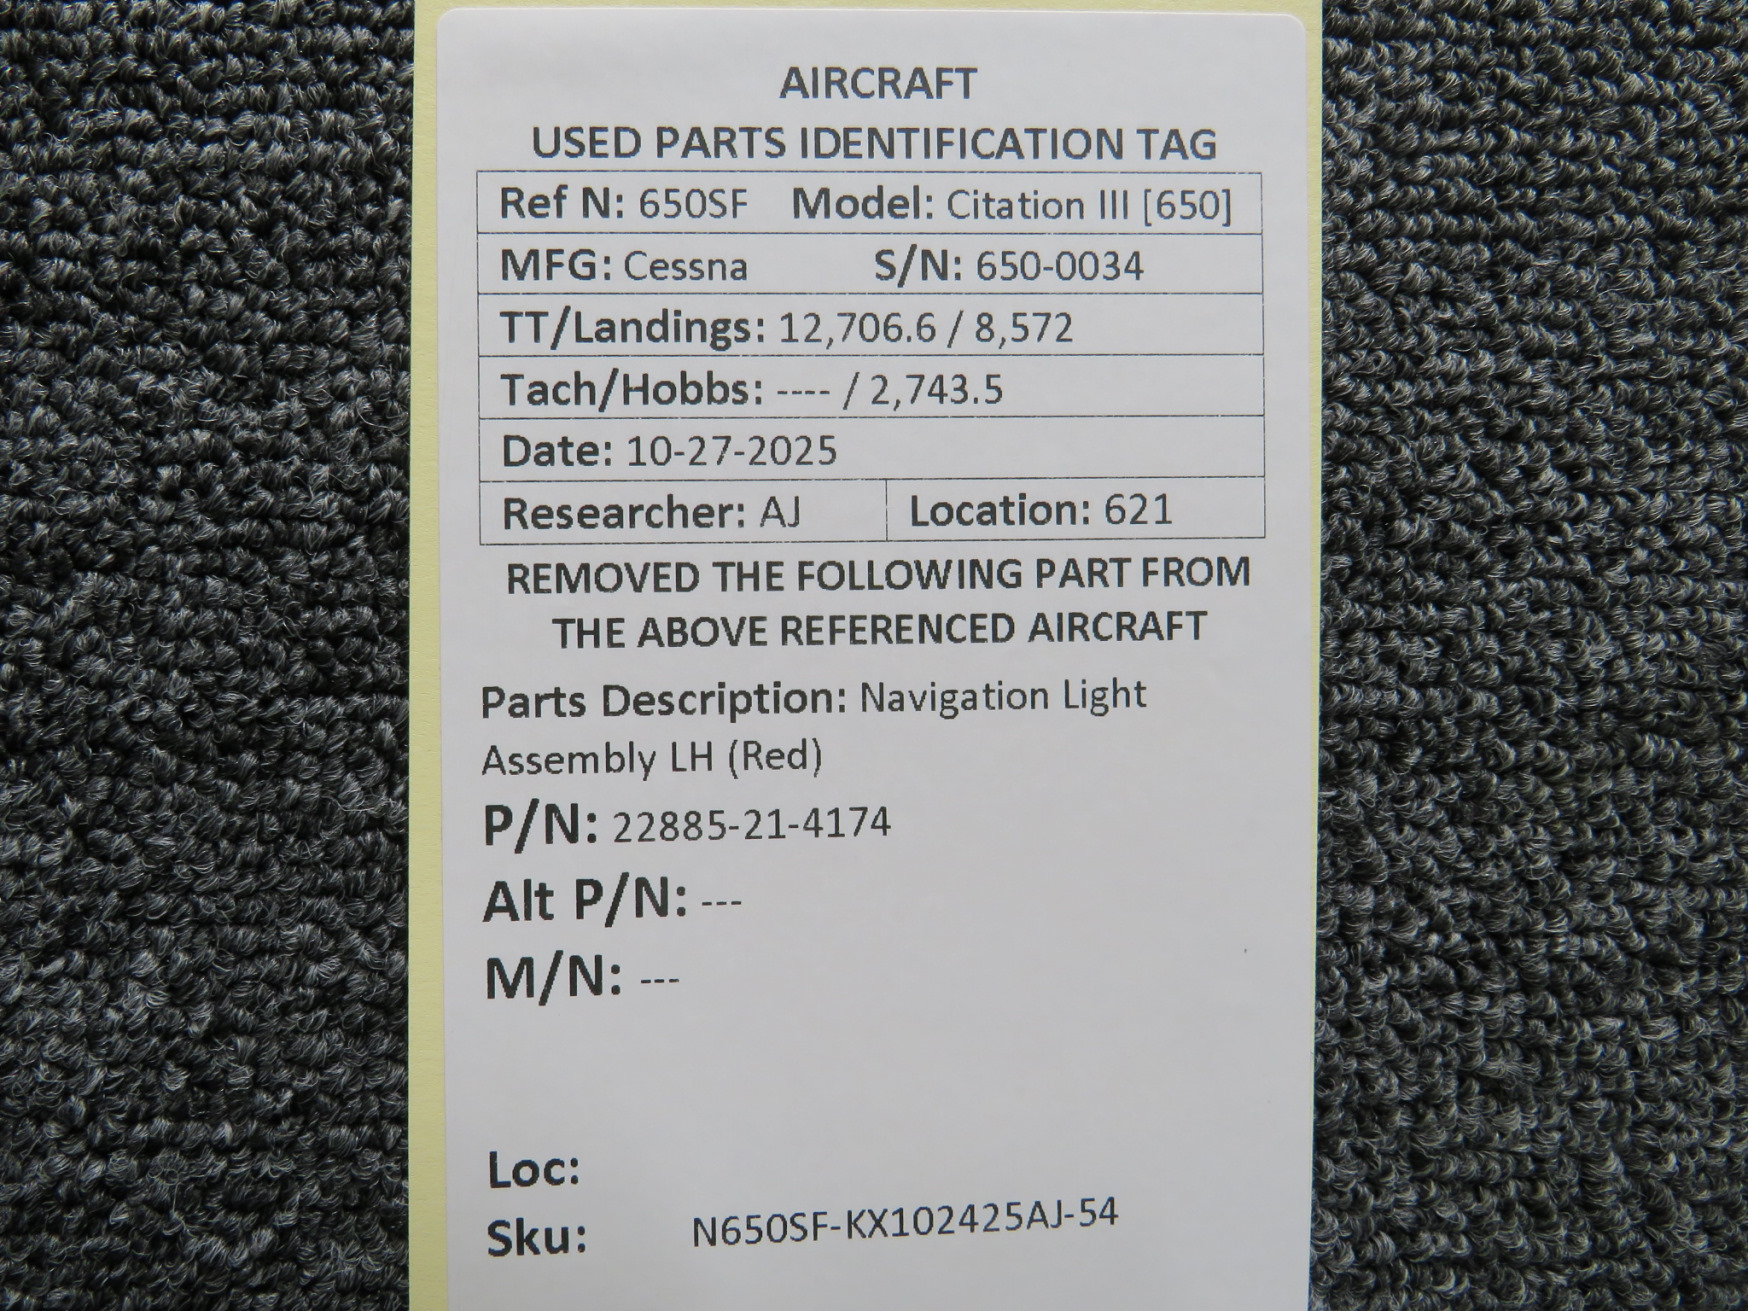 AIRCRAFT
USED PARTS IDENTIFICATION TAG
Ref N: 650SF Model: Citation III [650]
MFG: Cessna S/N: 650-0034
TT/Landings: 12,706.6 / 8,572
Tach/Hobbs: ---- / 2,743.5
Date: 10-27-2025
Researcher: AJ Location: 621
REMOVED THE FOLLOWING PART FROM
THE ABOVE REFERENCED AIRCRAFT
Parts Description: Navigation Light
Assembly LH (Red)
P/N: 22885-21-4174
Alt P/N: ---
M/N: ---
Loc:
Sku: N650SF-KX102425AJ-54